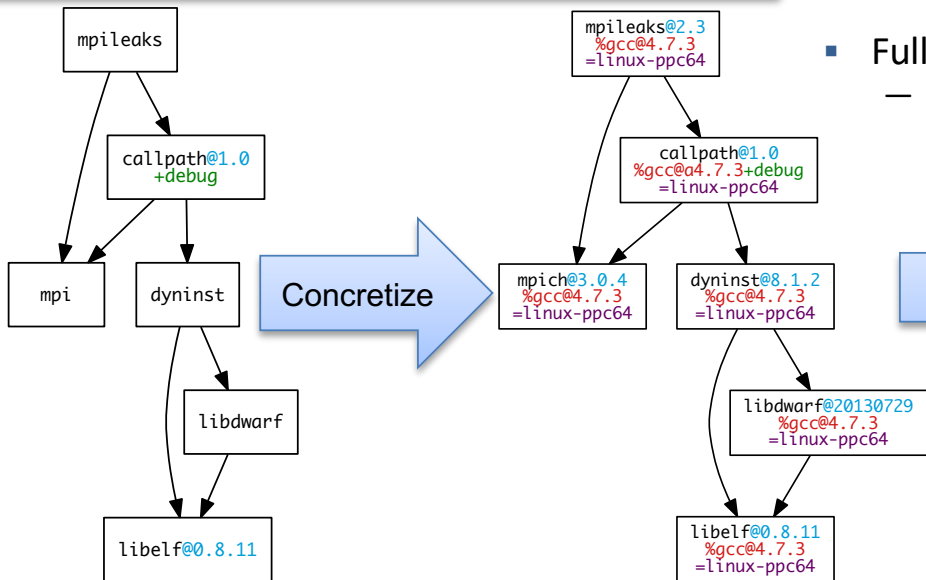 mpileaks
callpath@1.0
+debug
mpi
dyninst
libdwarf
libelf@0.8.11
Concretize
mpileaks@2.3
%gcc@4.7.3
=linux-ppc64
callpath@1.0
%gcc@a4.7.3+debug
=linux-ppc64
mpich@3.0.4
%gcc@4.7.3
=linux-ppc64
dyninst@8.1.2
%gcc@4.7.3
=linux-ppc64
libdwarf@20130729
%gcc@4.7.3
=linux-ppc64
libelf@0.8.11
%gcc@4.7.3
=linux-ppc64
▪ Full
—